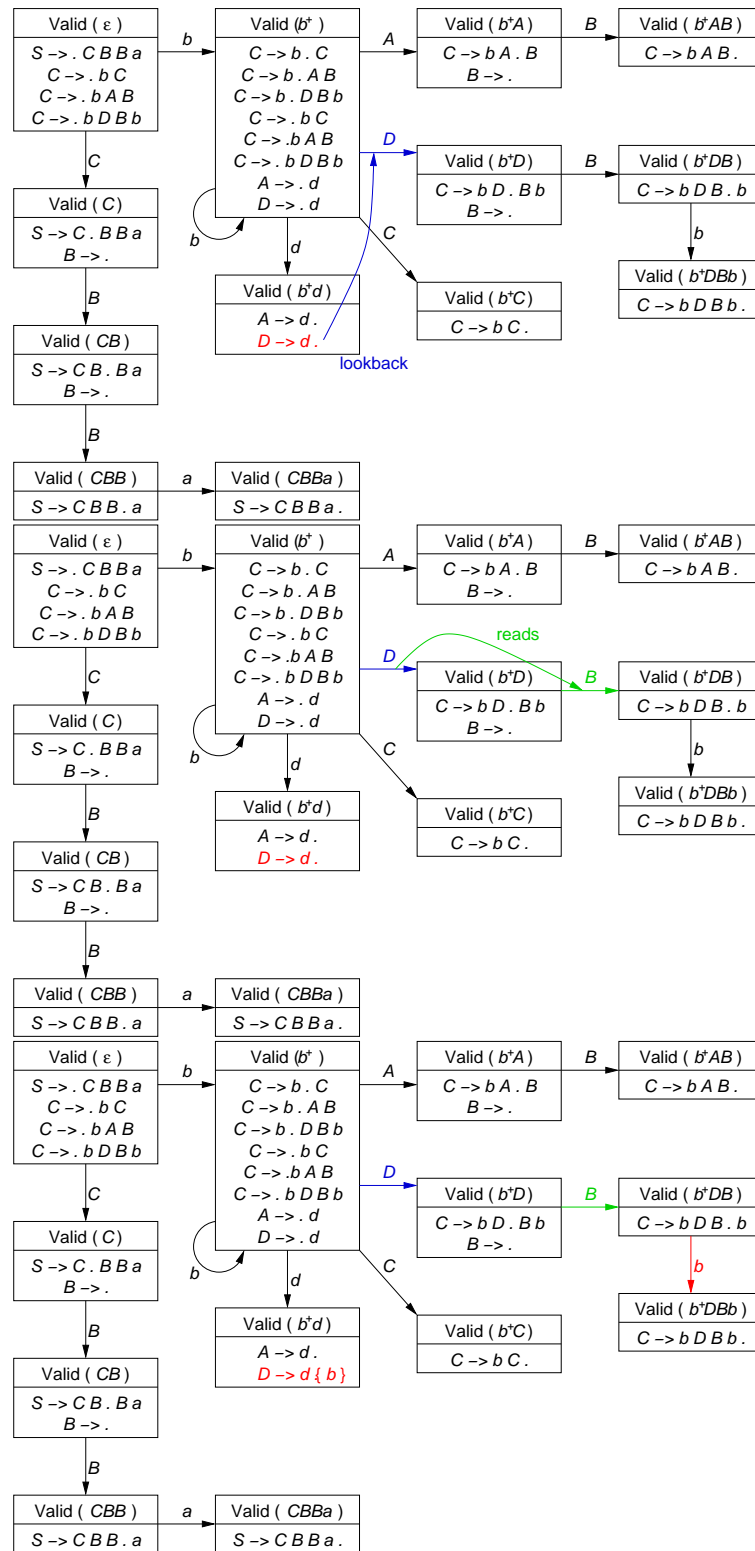 Valid ( ε )
S −> . C B B a
C −> . b C
C −> . b A B
C −> . b D B b
b
Valid (b⁺ )
C −> b . C
C −> b . A B
C −> b . D B b
C −> . b C
C −> .b A B
C −> . b D B b
A −> . d
D −> . d
A
Valid ( b⁺A )
C −> b A . B
B −> .
B
Valid ( b⁺AB )
C −> b A B .
D
Valid ( b⁺D )
C −> b D . B b
B −> .
B
Valid ( b⁺DB )
C −> b D B . b
b
Valid ( b⁺DBb )
C −> b D B b .
C
Valid ( C )
S −> C . B B a
B −> .
b
d
C
Valid ( b⁺d )
A −> d .
D −> d .
lookback
Valid ( b⁺C )
C −> b C .
B
Valid ( CB )
S −> C B . B a
B −> .
B
Valid ( CBB )
S −> C B B . a
a
Valid ( CBBa )
S −> C B B a .
Valid ( ε )
S −> . C B B a
C −> . b C
C −> . b A B
C −> . b D B b
b
Valid (b⁺ )
C −> b . C
C −> b . A B
C −> b . D B b
C −> . b C
C −> .b A B
C −> . b D B b
A −> . d
D −> . d
A
Valid ( b⁺A )
C −> b A . B
B −> .
B
Valid ( b⁺AB )
C −> b A B .
reads
D
Valid ( b⁺D )
C −> b D . B b
B −> .
B
Valid ( b⁺DB )
C −> b D B . b
b
Valid ( b⁺DBb )
C −> b D B b .
C
Valid ( C )
S −> C . B B a
B −> .
b
d
C
Valid ( b⁺d )
A −> d .
D −> d .
Valid ( b⁺C )
C −> b C .
B
Valid ( CB )
S −> C B . B a
B −> .
B
Valid ( CBB )
S −> C B B . a
a
Valid ( CBBa )
S −> C B B a .
Valid ( ε )
S −> . C B B a
C −> . b C
C −> . b A B
C −> . b D B b
b
Valid (b⁺ )
C −> b . C
C −> b . A B
C −> b . D B b
C −> . b C
C −> .b A B
C −> . b D B b
A −> . d
D −> . d
A
Valid ( b⁺A )
C −> b A . B
B −> .
B
Valid ( b⁺AB )
C −> b A B .
D
Valid ( b⁺D )
C −> b D . B b
B −> .
B
Valid ( b⁺DB )
C −> b D B . b
b
Valid ( b⁺DBb )
C −> b D B b .
C
Valid ( C )
S −> C . B B a
B −> .
b
d
C
Valid ( b⁺d )
A −> d .
D −> d .{ b }
Valid ( b⁺C )
C −> b C .
B
Valid ( CB )
S −> C B . B a
B −> .
B
Valid ( CBB )
S −> C B B . a
a
Valid ( CBBa )
S −> C B B a .